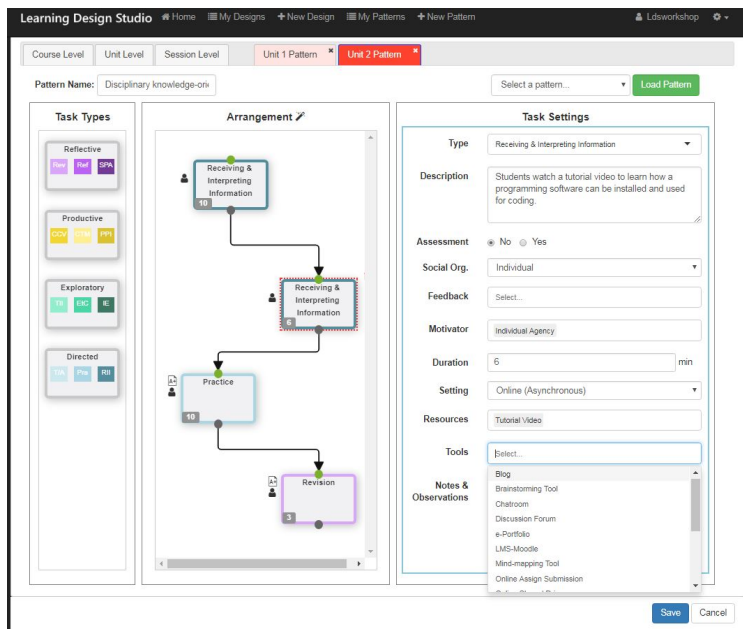 Learning Design Studio Home My Designs New Design My Patterns New Pattern Ldsworkshop
Course Level Unit Level Session Level Unit 1 Pattern × Unit 2 Pattern ×
Pattern Name: Disciplinary knowledge-orie Select a pattern... Load Pattern
Task Types
Reflective
Rev Ref SPA
Productive
CCV PPI
Exploratory
TII EIC IE
Directed
Pra RII
Arrangement
Receiving &
Interpreting
Information
10
Receiving &
Interpreting
Information
6
A+
Practice
10
A+
Revision
3
Task Settings
Type Receiving & Interpreting Information
Description Students watch a tutorial video to learn how a
programming software can be installed and used
for coding.
Assessment No Yes
Social Org. Individual
Feedback Select...
Motivator Individual Agency
Duration 6 min
Setting Online (Asynchronous)
Resources Tutorial Video
Tools Select...
Notes &
Observations
Blog
Brainstorming Tool
Chatroom
Discussion Forum
e-Portfolio
LMS-Moodle
Mind-mapping Tool
Online Assign Submission
Save Cancel